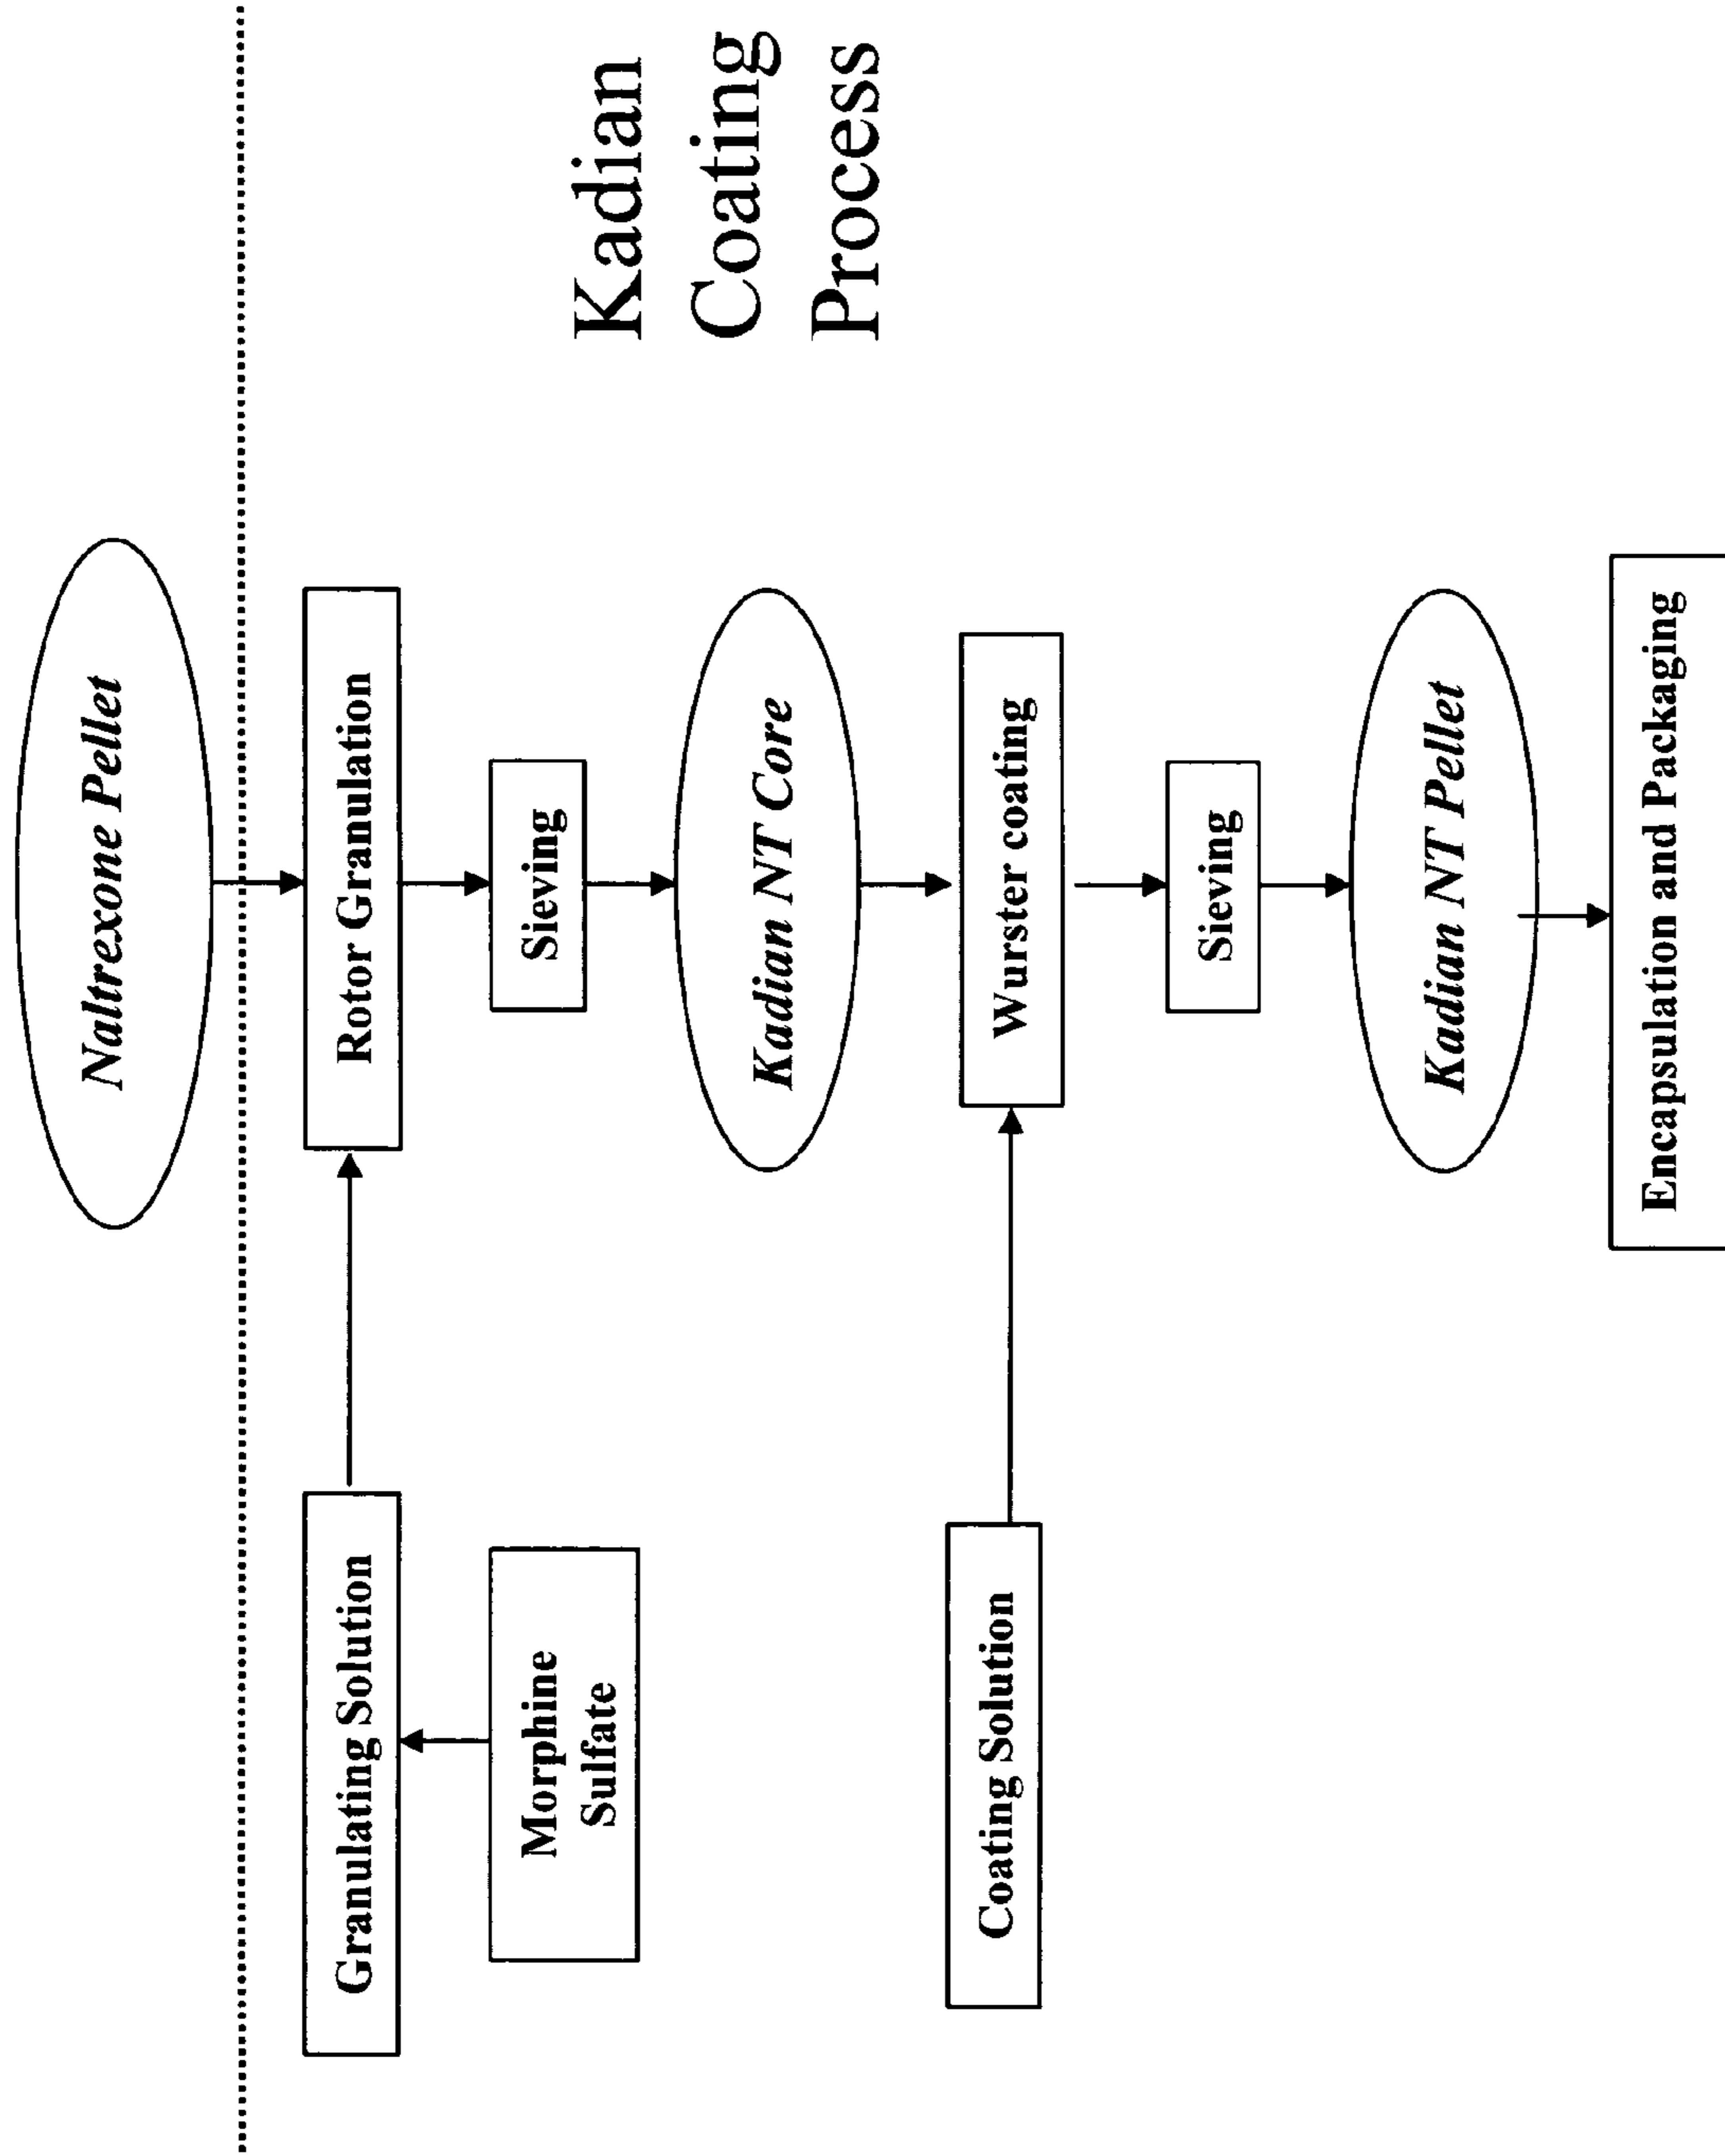 Naltrexone Pellet
Granulating Solution
Rotor Granulation
Morphine
Sulfate
Sieving
Kadian
Coating
Process
Kadian NT Core
Coating Solution
Wurster coating
Sieving
Kadian NT Pellet
Encapsulation and Packaging